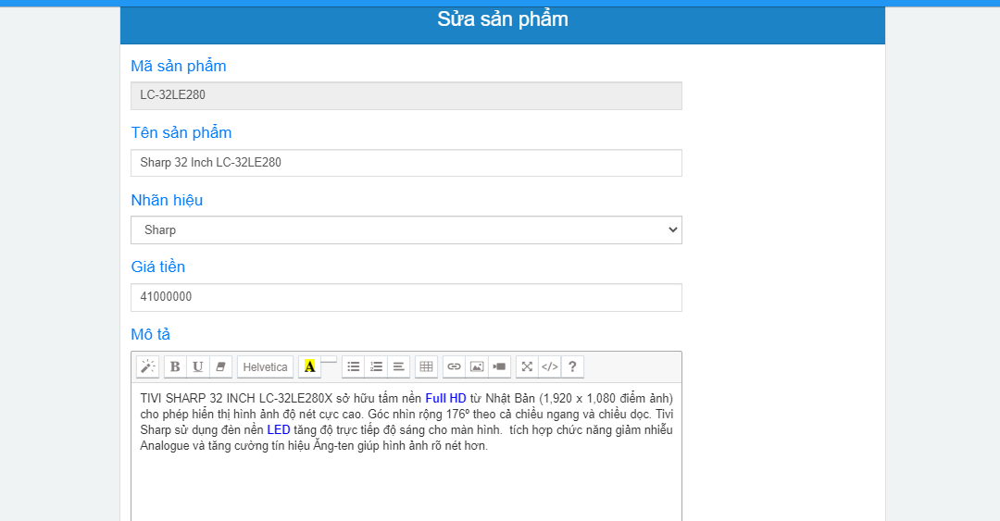 Sửa sản phẩm
Mã sản phẩm
LC-32LE280
Tên sản phẩm
Sharp 32 Inch LC-32LE280
Nhãn hiệu
Sharp
Giá tiền
41000000
Mô tả
B U Helvetica A </> ?
TIVI SHARP 32 INCH LC-32LE280X sở hữu tấm nền Full HD từ Nhật Bản (1,920 x 1,080 điểm ảnh)
cho phép hiển thị hình ảnh độ nét cực cao. Góc nhìn rộng 176º theo cả chiều ngang và chiều dọc. Tivi
Sharp sử dụng đèn nền LED tăng độ trực tiếp độ sáng cho màn hình.  tích hợp chức năng giảm nhiễu
Analogue và tăng cường tín hiệu Ăng-ten giúp hình ảnh rõ nét hơn.